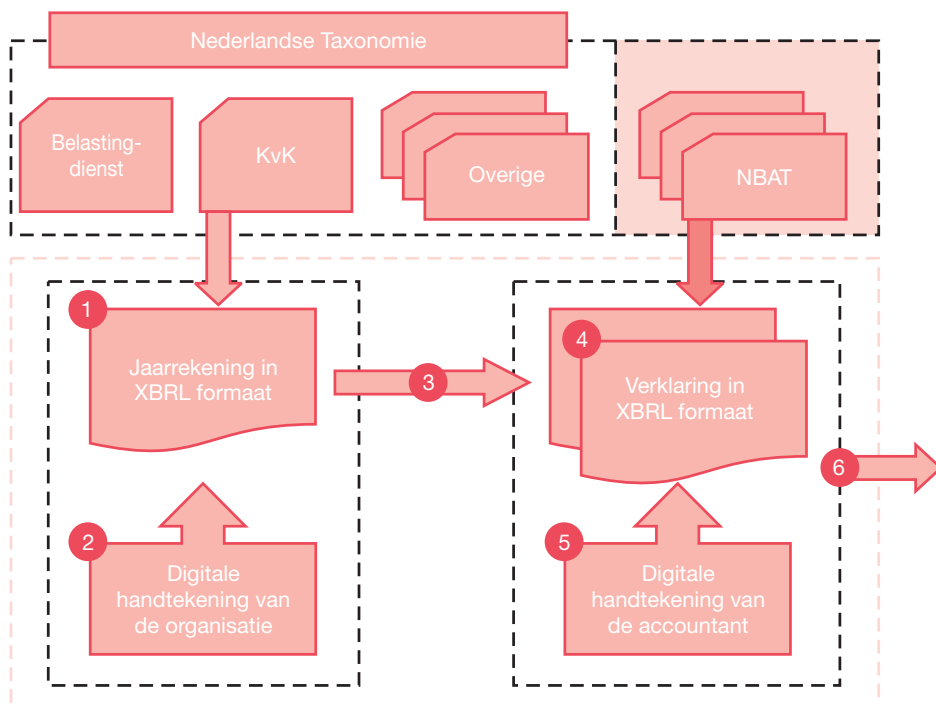 Nederlandse Taxonomie
Belasting-
dienst
KvK
Overige
NBAT
1
Jaarrekening in
XBRL formaat
2
Digitale
handtekening van
de organisatie
3
4
Verklaring in
XBRL formaat
5
Digitale
handtekening van
de accountant
6